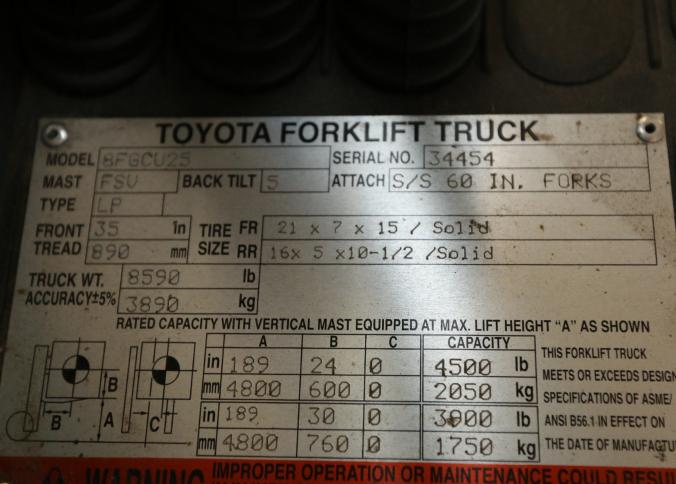 TOYOTA FORKLIFT TRUCK
MODEL 8FGCU25 SERIAL NO. 34454
MAST FSV BACK TILT 5 ATTACH S/S 60 IN. FORKS
TYPE LP
FRONT TREAD 35 in TIRE SIZE FR 21 x 7 x 15 / Solid
890 mm RR 16x 5 x10-1/2 /Solid
TRUCK WT. 8590 lb
ACCURACY±5% 3890 kg
RATED CAPACITY WITH VERTICAL MAST EQUIPPED AT MAX. LIFT HEIGHT "A" AS SHOWN
A B C CAPACITY
in 189 24 0 4500 lb
mm 4800 600 0 2050 kg
in 189 30 0 3900 lb
mm 4800 760 0 1750 kg
B
B A C
THIS FORKLIFT TRUCK
MEETS OR EXCEEDS DESIGN
SPECIFICATIONS OF ASME/
ANSI B56.1 IN EFFECT ON
THE DATE OF MANUFACTU
WARNING IMPROPER OPERATION OR MAINTENANCE COULD RESUL